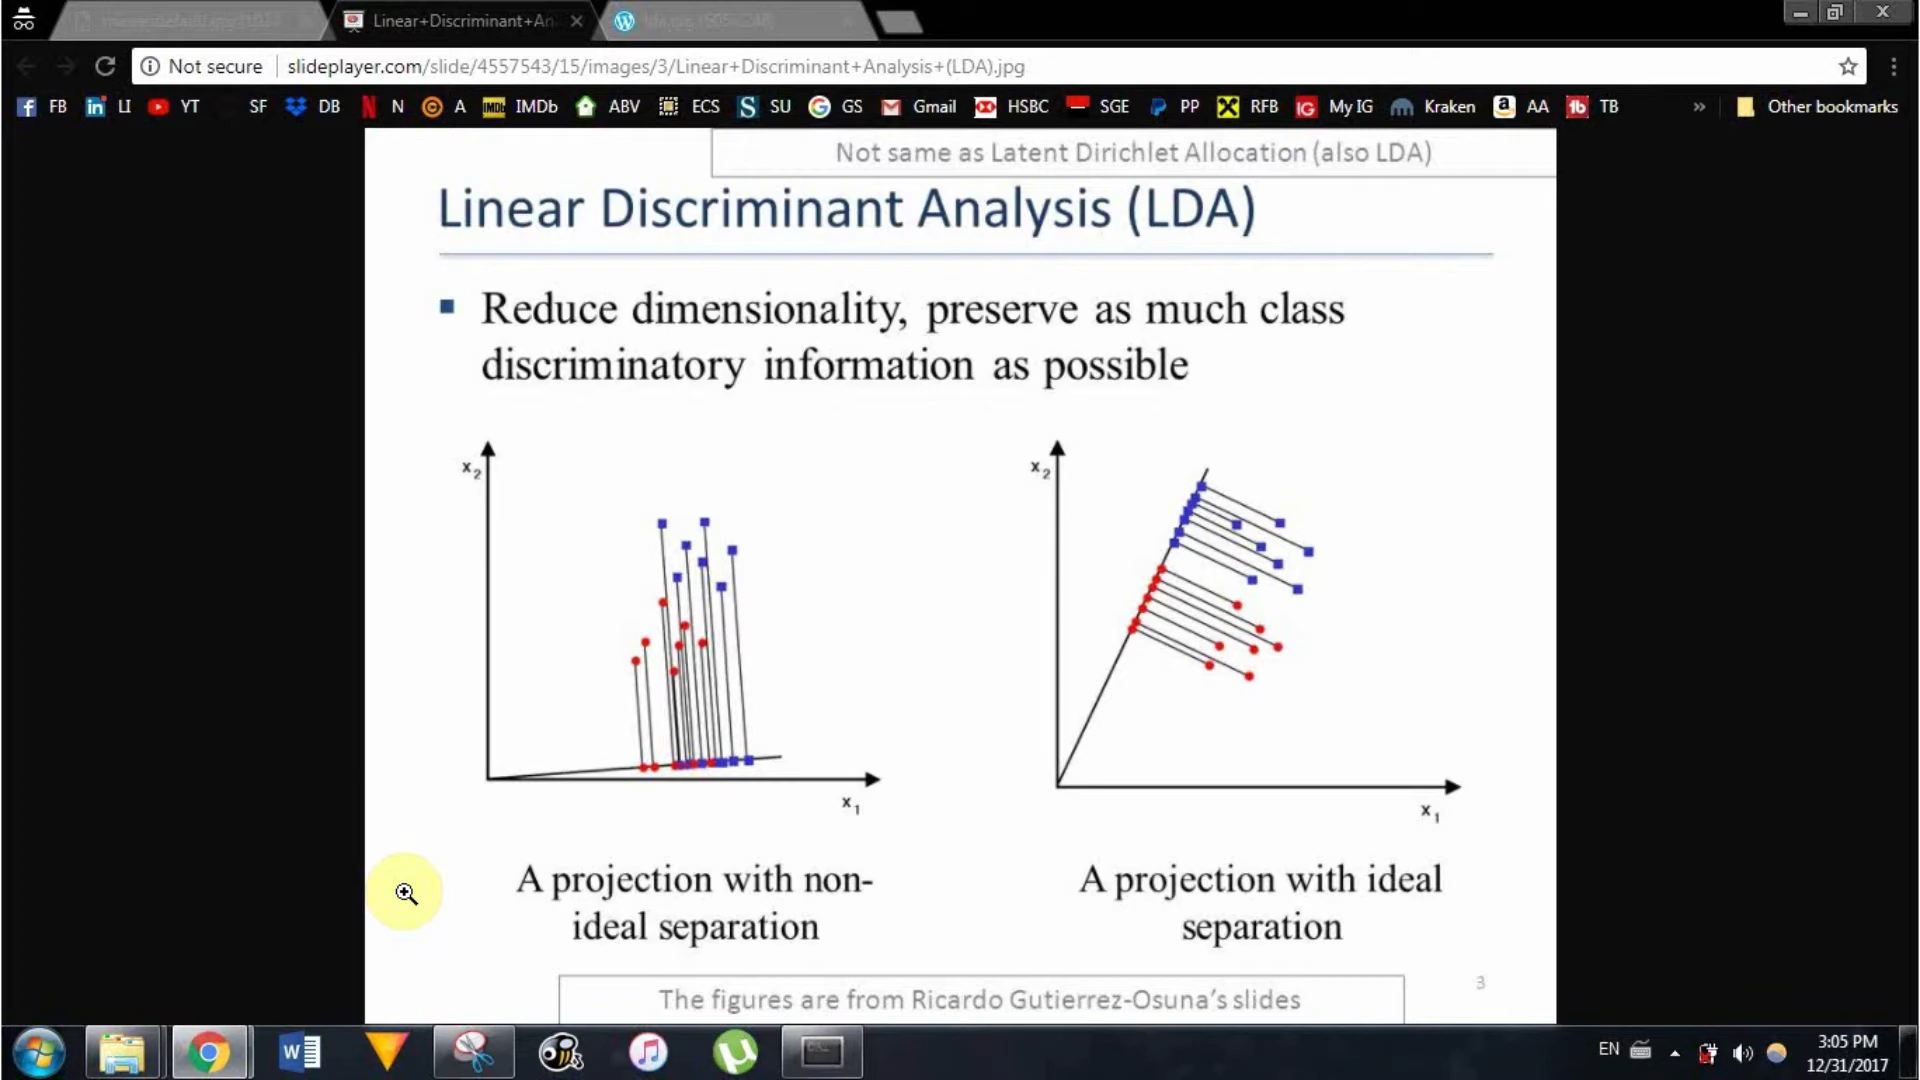 Linear+Discriminant+An
Not secure
slideplayer.com/slide/4557543/15/images/3/Linear+Discriminant+Analysis+(LDA).jpg
FB LI YT SF DB N A IMDb ABV ECS SU GS Gmail HSBC SGE PP RFB My IG Kraken AA TB » Other bookmarks
Not same as Latent Dirichlet Allocation (also LDA)
Linear Discriminant Analysis (LDA)
Reduce dimensionality, preserve as much class
discriminatory information as possible
x2
x1
x2
x1
A projection with non-
ideal separation
A projection with ideal
separation
3
The figures are from Ricardo Gutierrez-Osuna's slides
EN
3:05 PM
12/31/2017